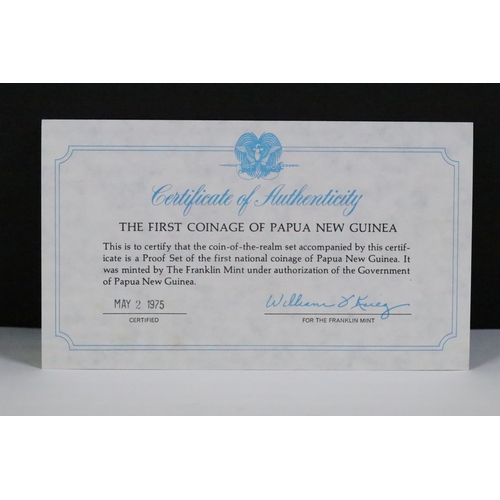 Certificate of Authenticity
THE FIRST COINAGE OF PAPUA NEW GUINEA
This is to certify that the coin-of-the-realm set accompanied by this certif-
icate is a Proof Set of the first national coinage of Papua New Guinea. It
was minted by The Franklin Mint under authorization of the Government
of Papua New Guinea.
MAY 2 1975
William
CERTIFIED
FOR THE FRANKLIN MINT